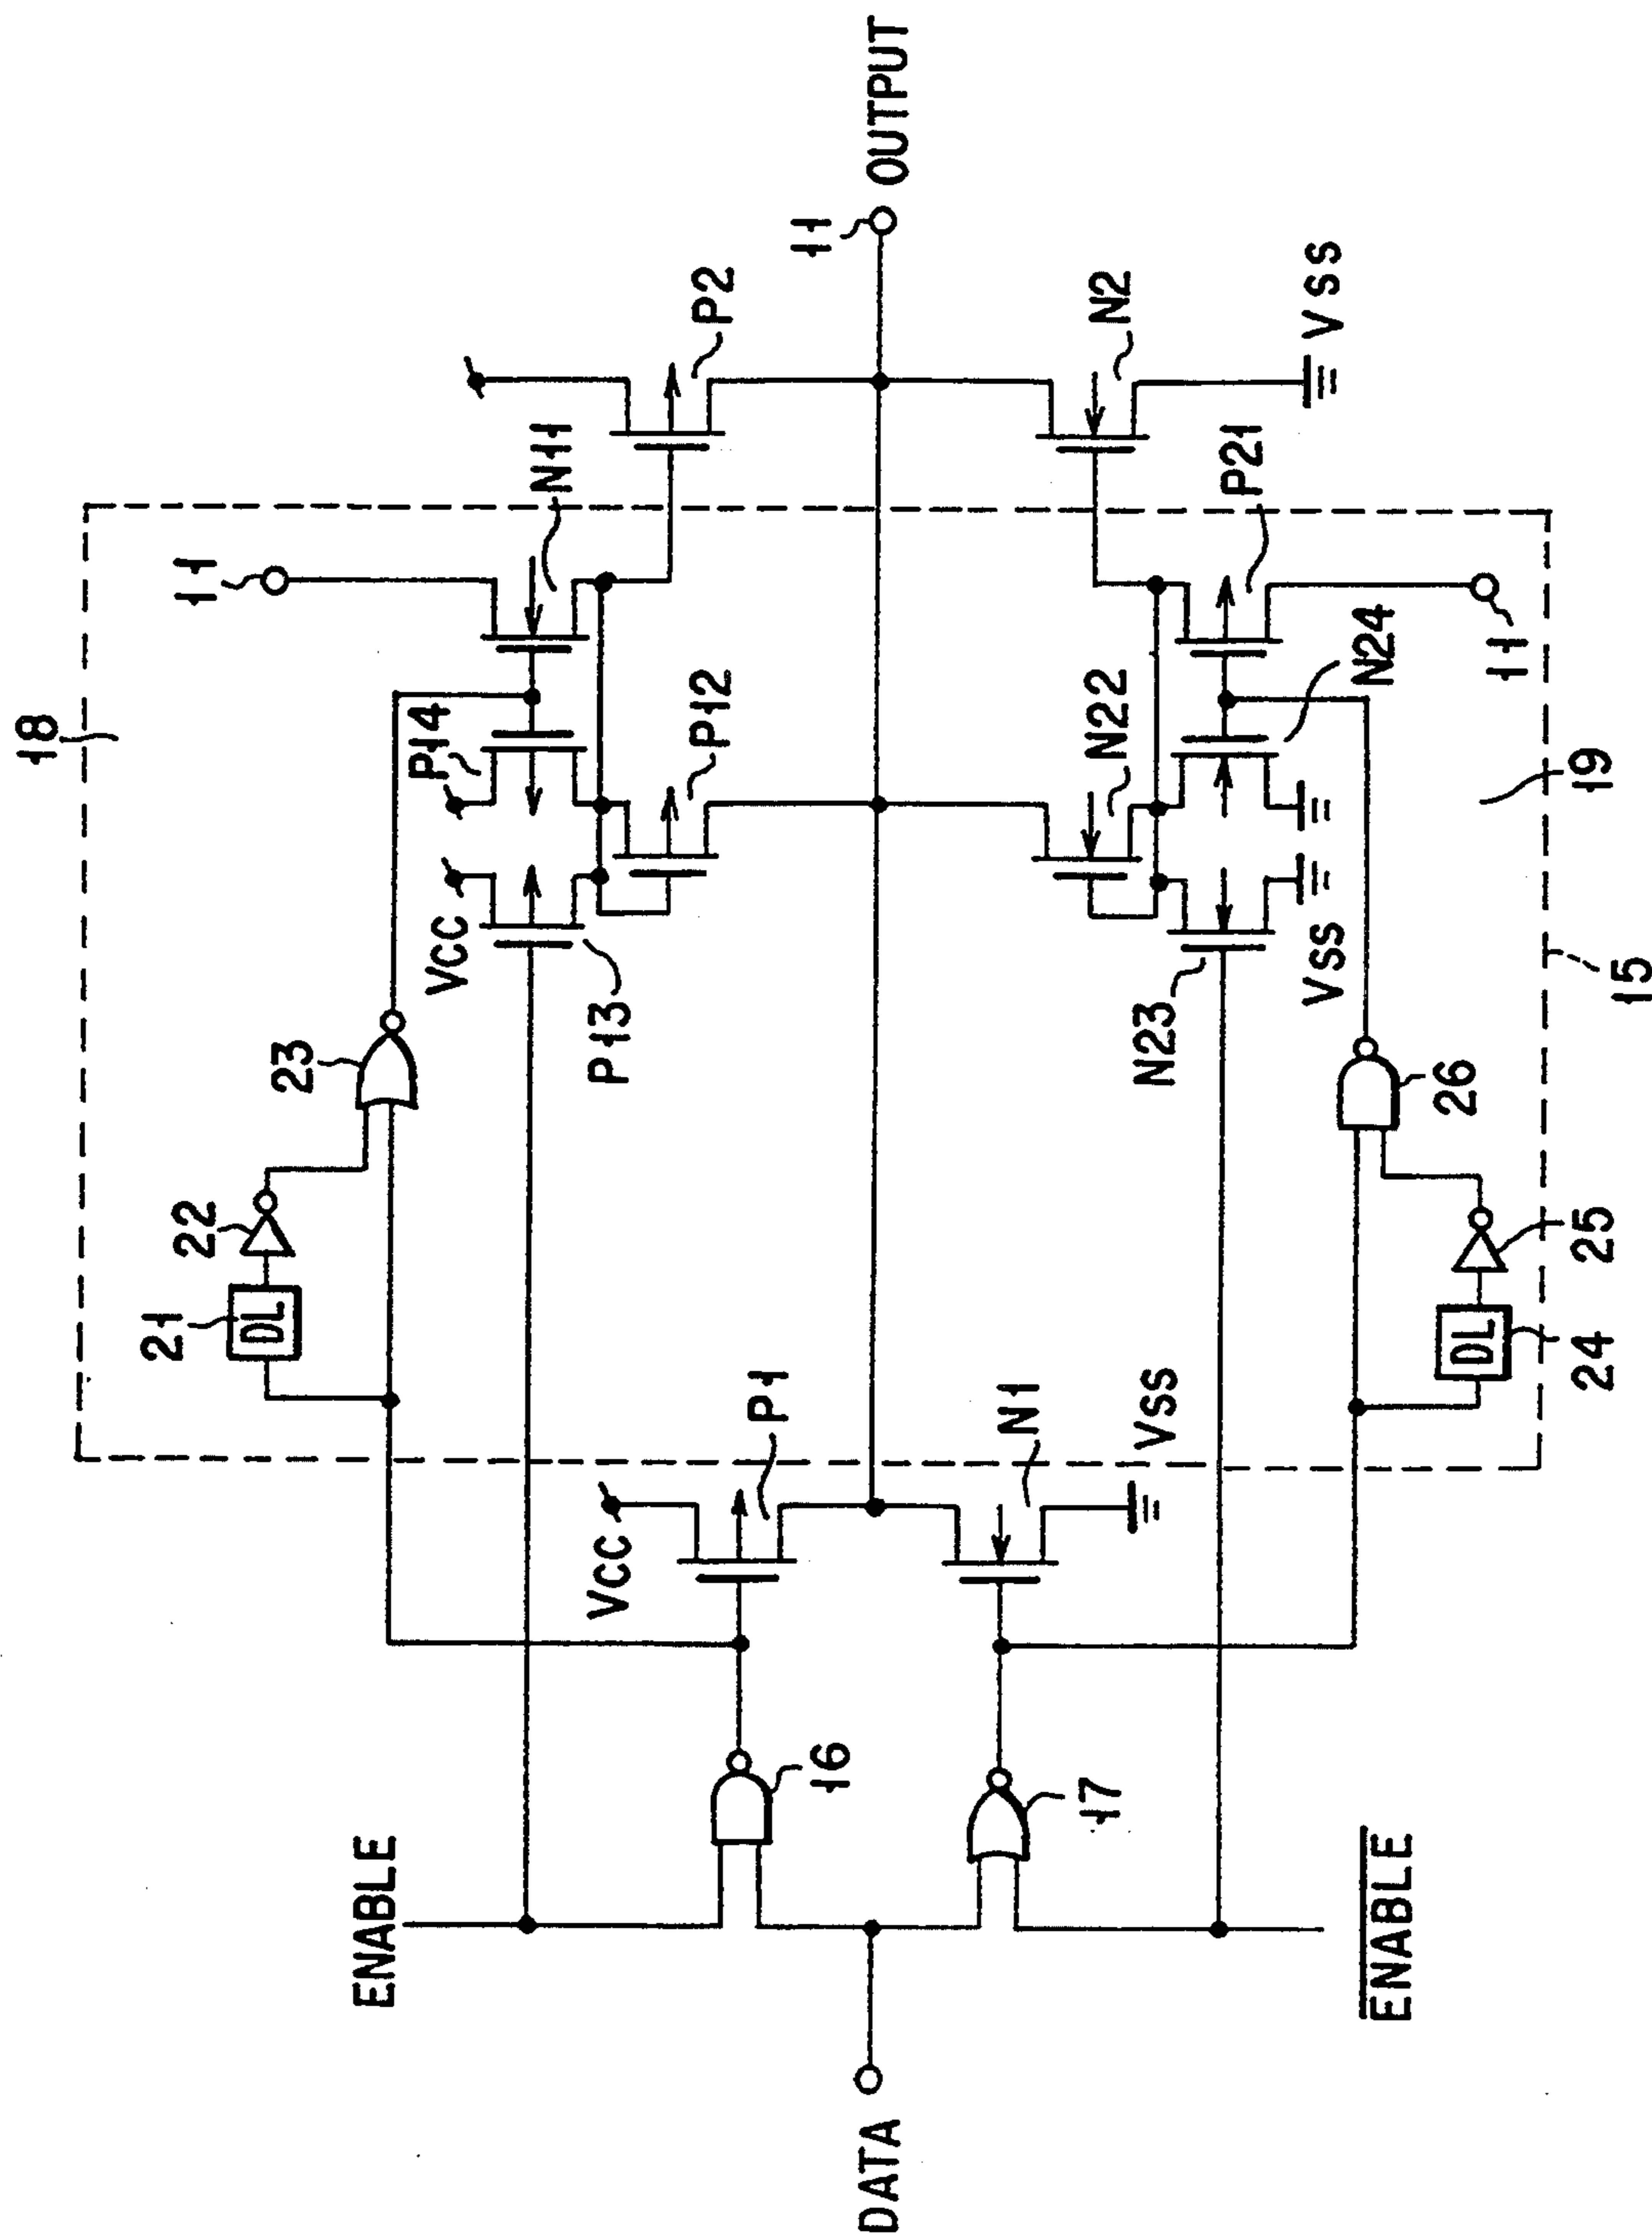 18
11
N11
P2
11 OUTPUT
P14
P12
VCC
P13
23
22
21
DL
ENABLE
VCC
P1
16
DATA
17
N1
VSS
N22
N2
VSS
P21
N24
11
N23
VSS
26
25
DL
24
19
15
ENABLE